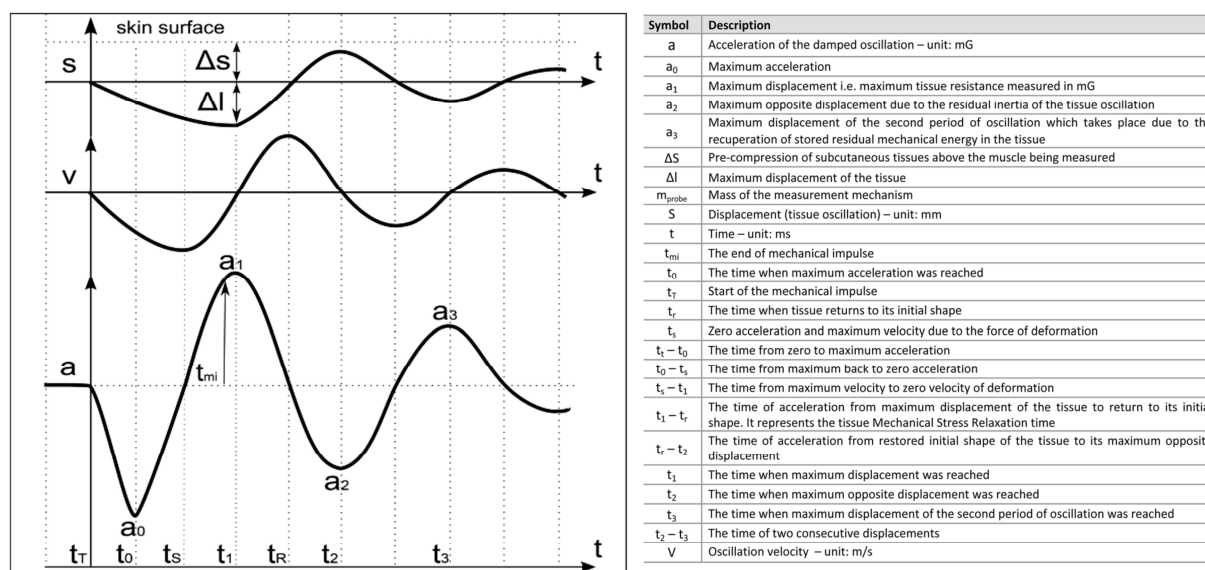 skin surface
s
Δs
Δl
t
v
t
a₁
a₃
tmi
a
a₂
a₀
tT t₀ tS t₁ tR t₂ t₃ t
Symbol Description
a Acceleration of the damped oscillation – unit: mG
a₀ Maximum acceleration
a₁ Maximum displacement i.e. maximum tissue resistance measured in mG
a₂ Maximum opposite displacement due to the residual inertia of the tissue oscillation
a₃ Maximum displacement of the second period of oscillation which takes place due to th
recuperation of stored residual mechanical energy in the tissue
ΔS Pre-compression of subcutaneous tissues above the muscle being measured
Δl Maximum displacement of the tissue
mprobe Mass of the measurement mechanism
S Displacement (tissue oscillation) – unit: mm
t Time – unit: ms
tmi The end of mechanical impulse
t₀ The time when maximum acceleration was reached
tT Start of the mechanical impulse
tr The time when tissue returns to its initial shape
ts Zero acceleration and maximum velocity due to the force of deformation
tt – t₀ The time from zero to maximum acceleration
t₀ – ts The time from maximum back to zero acceleration
ts – t₁ The time from maximum velocity to zero velocity of deformation
t₁ – tr The time of acceleration from maximum displacement of the tissue to return to its initia
shape. It represents the tissue Mechanical Stress Relaxation time
tr – t₂ The time of acceleration from restored initial shape of the tissue to its maximum opposit
displacement
t₁ The time when maximum displacement was reached
t₂ The time when maximum opposite displacement was reached
t₃ The time when maximum displacement of the second period of oscillation was reached
t₂ – t₃ The time of two consecutive displacements
V Oscillation velocity – unit: m/s